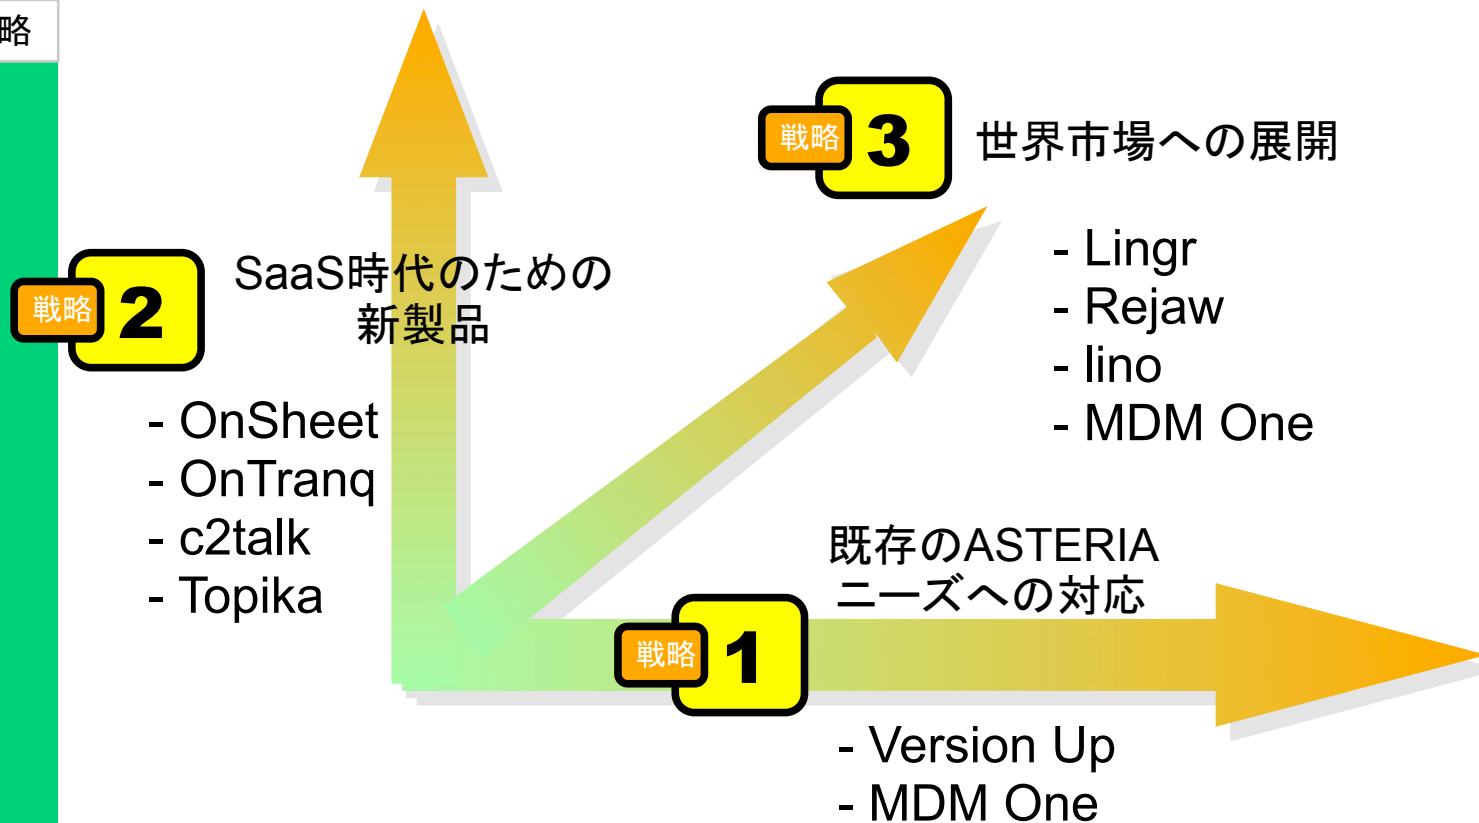 略
戦略 3
世界市場への展開
- Lingr
- Rejaw
- lino
- MDM One
戦略 2
SaaS時代のための
新製品
- OnSheet
- OnTranq
- c2talk
- Topika
既存のASTERIA
ニーズへの対応
戦略 1
- Version Up
- MDM One